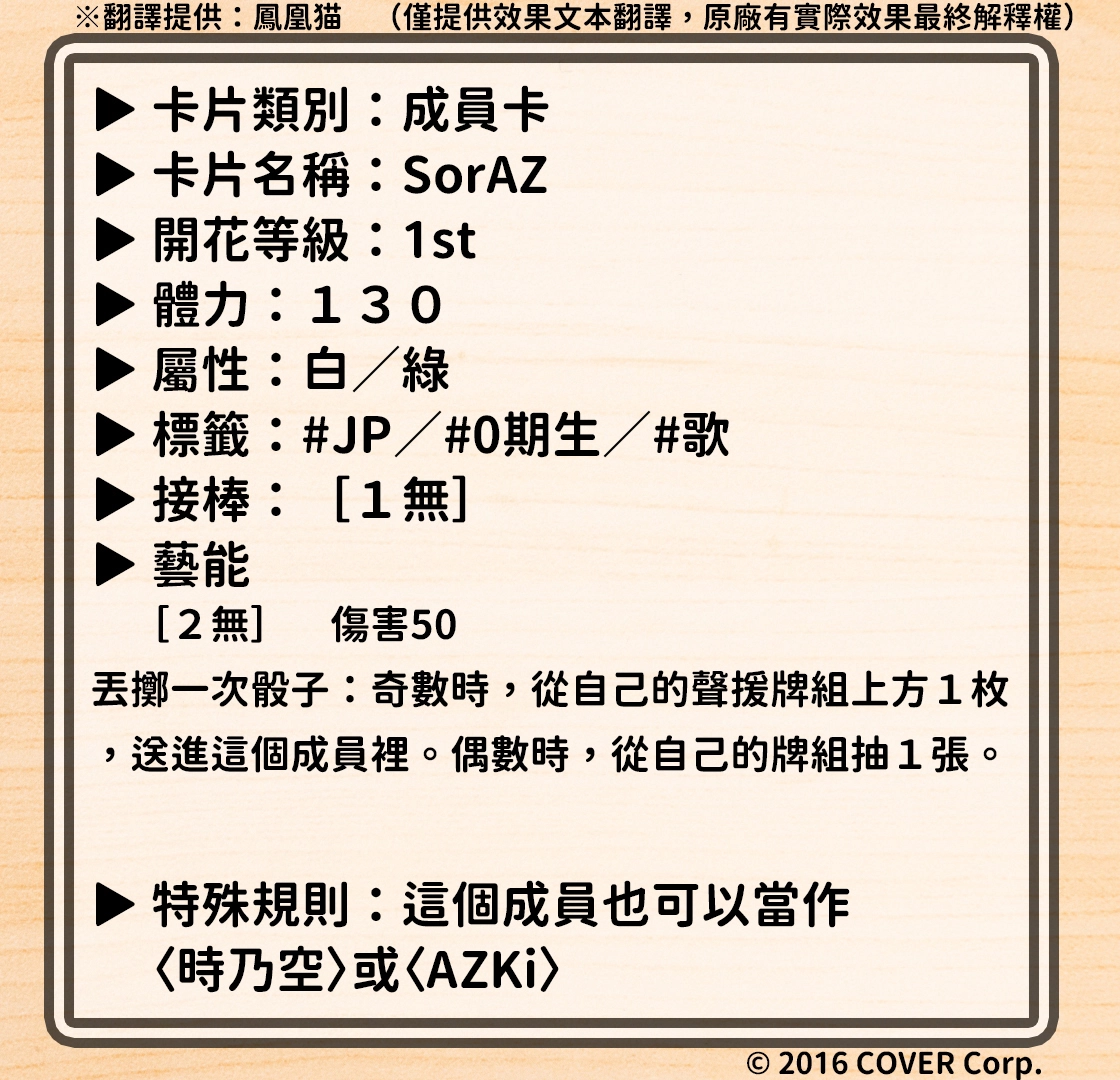 ※翻譯提供：鳳凰猫　（僅提供效果文本翻譯，原廠有實際效果最終解釋權）
▶ 卡片類別：成員卡
▶ 卡片名稱：SorAZ
▶ 開花等級：1st
▶ 體力：１３０
▶ 屬性：白／綠
▶ 標籤：#JP／#0期生／#歌
▶ 接棒：［１無］
▶ 藝能
［２無］　傷害50
丟擲一次骰子：奇數時，從自己的聲援牌組上方１枚
，送進這個成員裡。偶數時，從自己的牌組抽１張。
▶ 特殊規則：這個成員也可以當作
〈時乃空〉或〈AZKi〉
© 2016 COVER Corp.